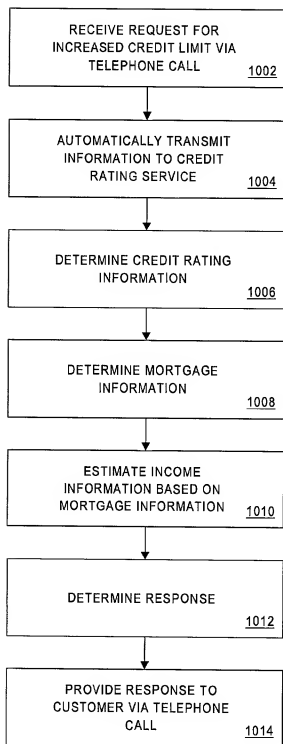 RECEIVE REQUEST FOR
INCREASED CREDIT LIMIT VIA
TELEPHONE CALL
1002
AUTOMATICALLY TRANSMIT
INFORMATION TO CREDIT
RATING SERVICE
1004
DETERMINE CREDIT RATING
INFORMATION
1006
DETERMINE MORTGAGE
INFORMATION
1008
ESTIMATE INCOME
INFORMATION BASED ON
MORTGAGE INFORMATION
1010
DETERMINE RESPONSE
1012
PROVIDE RESPONSE TO
CUSTOMER VIA TELEPHONE
CALL
1014